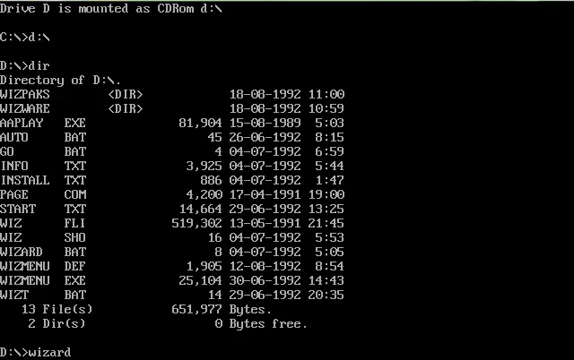 Drive D is mounted as CDRom d:\
C:\>d:\
D:\>dir
Directory of D:\.
WIZPAKS <DIR> 18-08-1992 11:00
WIZWARE <DIR> 18-08-1992 10:59
AAPLAY EXE 81,904 15-08-1989 5:03
AUTO BAT 45 26-06-1992 8:15
GO BAT 4 04-07-1992 6:59
INFO TXT 3,925 04-07-1992 5:44
INSTALL TXT 886 04-07-1992 1:47
PAGE COM 4,200 17-04-1991 19:00
START TXT 14,664 29-06-1992 13:25
WIZ FLI 519,302 13-05-1991 21:45
WIZ SHO 16 04-07-1992 5:53
WIZARD BAT 8 04-07-1992 5:05
WIZMENU DEF 1,905 12-08-1992 8:54
WIZMENU EXE 25,104 30-06-1992 14:43
WIZT BAT 14 29-06-1992 20:35
13 File(s) 651,977 Bytes.
2 Dir(s) 0 Bytes free.
D:\>wizard